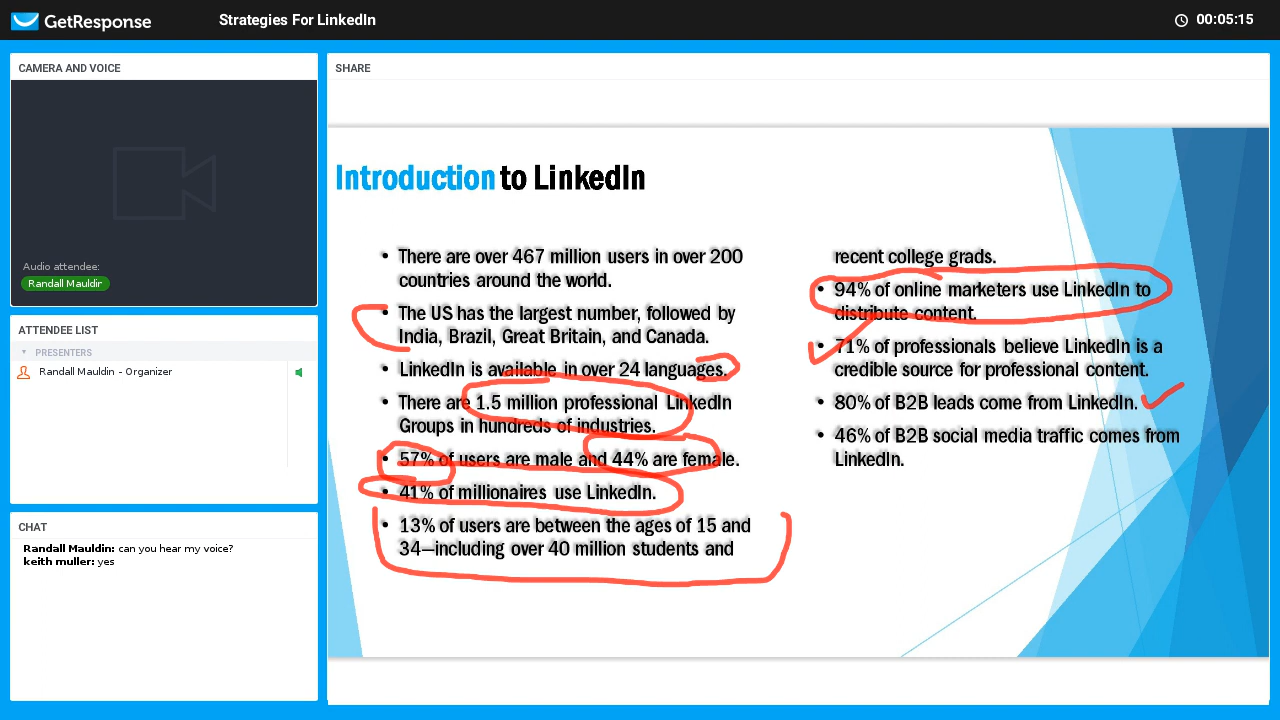 GetResponse
Strategies For LinkedIn
00:05:15
CAMERA AND VOICE
Audio attendee:
Randall Mauldin
ATTENDEE LIST
PRESENTERS
Randall Mauldin - Organizer
CHAT
Randall Mauldin: can you hear my voice?
keith muller: yes
SHARE
Introduction to LinkedIn
• There are over 467 million users in over 200
countries around the world.
• The US has the largest number, followed by
India, Brazil, Great Britain, and Canada.
• LinkedIn is available in over 24 languages.
• There are 1.5 million professional LinkedIn
Groups in hundreds of industries.
• 57% of users are male and 44% are female.
• 41% of millionaires use LinkedIn.
• 13% of users are between the ages of 15 and
34—including over 40 million students and
recent college grads.
• 94% of online marketers use LinkedIn to
distribute content.
• 71% of professionals believe LinkedIn is a
credible source for professional content.
• 80% of B2B leads come from LinkedIn.
• 46% of B2B social media traffic comes from
LinkedIn.